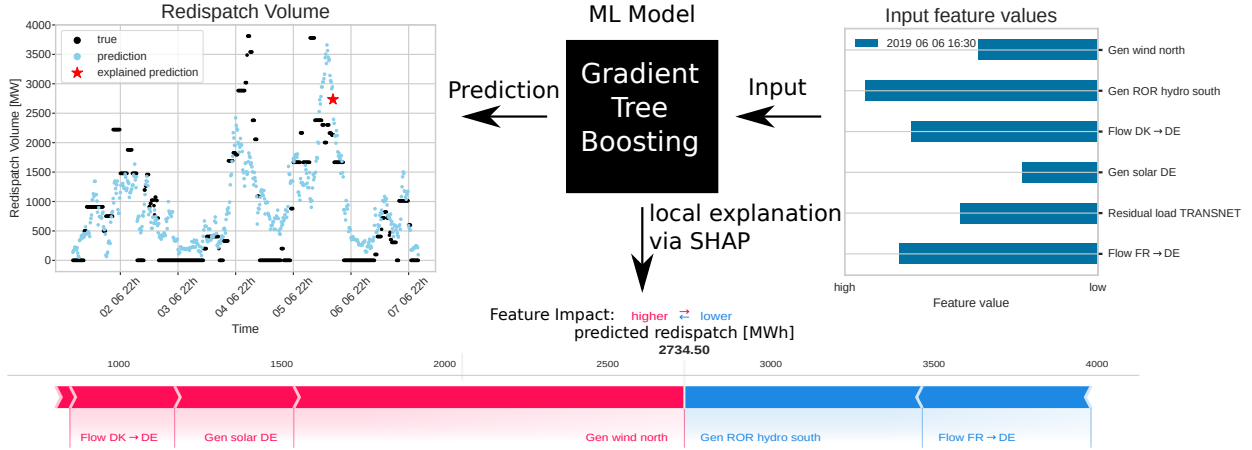 Redispatch Volume
Redispatch Volume [MW]
4000
3500
3000
2500
2000
1500
1000
500
0
true
prediction
explained prediction
02 06 22h
03 06 22h
04 06 22h
05 06 22h
06 06 22h
07 06 22h
Time
Prediction
ML Model
Gradient
Tree
Boosting
Input
local explanation
via SHAP
Input feature values
2019 06 06 16:30
Gen wind north
Gen ROR hydro south
Flow DK → DE
Gen solar DE
Residual load TRANSNET
Flow FR → DE
high
low
Feature value
Feature Impact: higher ⇄ lower
predicted redispatch [MWh]
2734.50
1000 1500 2000 2500 3000 3500 4000
Flow DK → DE Gen solar DE Gen wind north Gen ROR hydro south Flow FR → DE